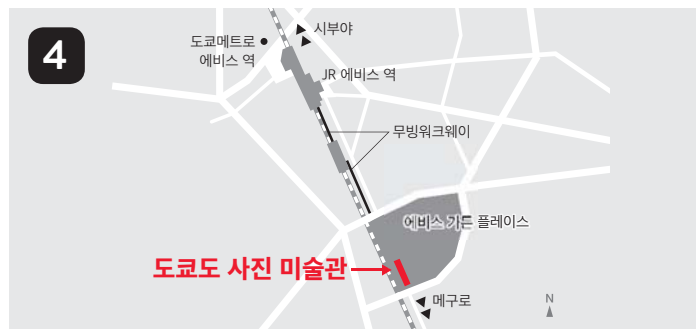 4
시부야
도쿄메트로
에비스 역
JR 에비스 역
무빙워크웨이
에비스 가든 플레이스
도쿄도 사진 미술관
메구로
N